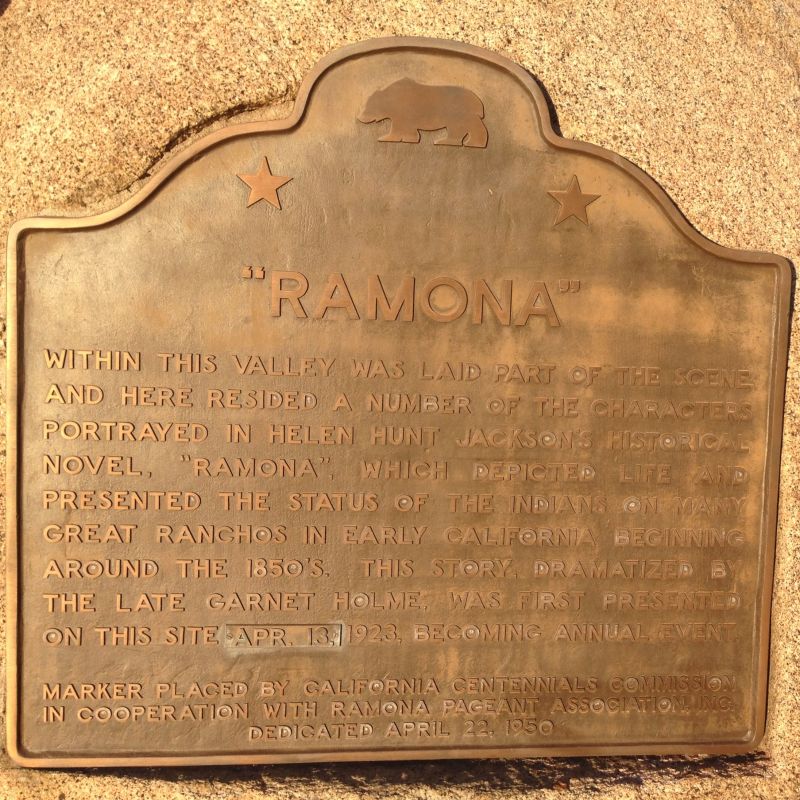 "RAMONA"
WITHIN THIS VALLEY WAS LAID PART OF THE SCENE
AND HERE RESIDED A NUMBER OF THE CHARACTERS
PORTRAYED IN HELEN HUNT JACKSON'S HISTORICAL
NOVEL, "RAMONA", WHICH DEPICTED LIFE AND
PRESENTED THE STATUS OF THE INDIANS ON MANY
GREAT RANCHOS IN EARLY CALIFORNIA BEGINNING
AROUND THE 1850'S. THIS STORY, DRAMATIZED BY
THE LATE GARNET HOLME, WAS FIRST PRESENTED
ON THIS SITE APR. 13, 1923, BECOMING ANNUAL EVENT.
MARKER PLACED BY CALIFORNIA CENTENNIALS COMMISSION
IN COOPERATION WITH RAMONA PAGEANT ASSOCIATION, INC.
DEDICATED APRIL 22, 1950